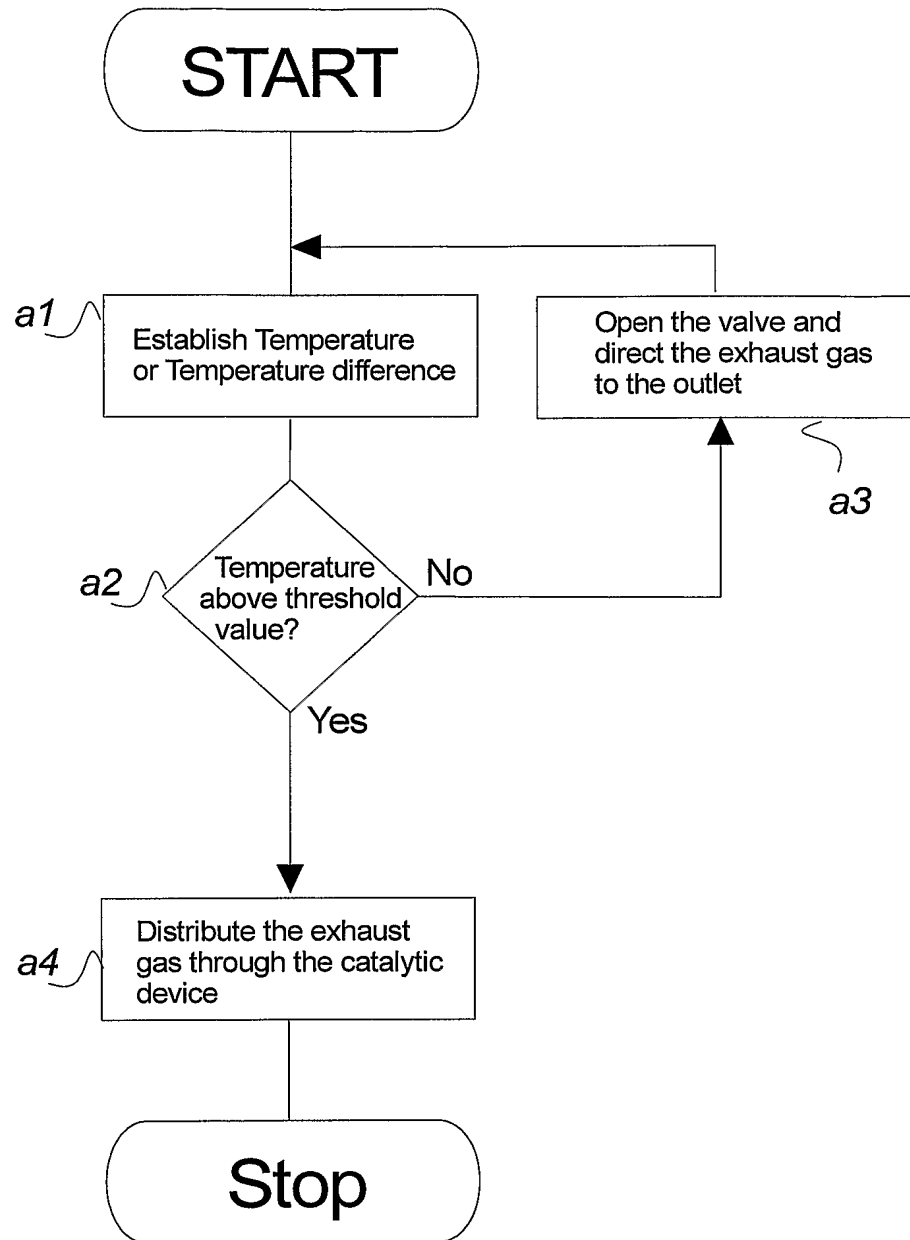 START
a1
Establish Temperature
or Temperature difference
Open the valve and
direct the exhaust gas
to the outlet
a3
a2
Temperature
above threshold
value?
No
Yes
a4
Distribute the exhaust
gas through the catalytic
device
Stop